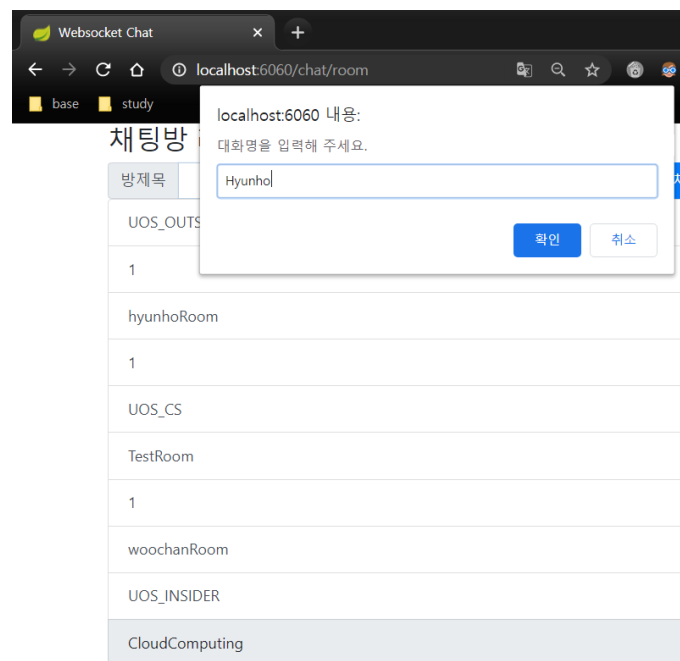 Websocket Chat
localhost:6060/chat/room
base
study
localhost:6060 내용:
대화명을 입력해 주세요.
Hyunho
확인
취소
채팅방
방제목
UOS_OUTS
1
hyunhoRoom
1
UOS_CS
TestRoom
1
woochanRoom
UOS_INSIDER
CloudComputing